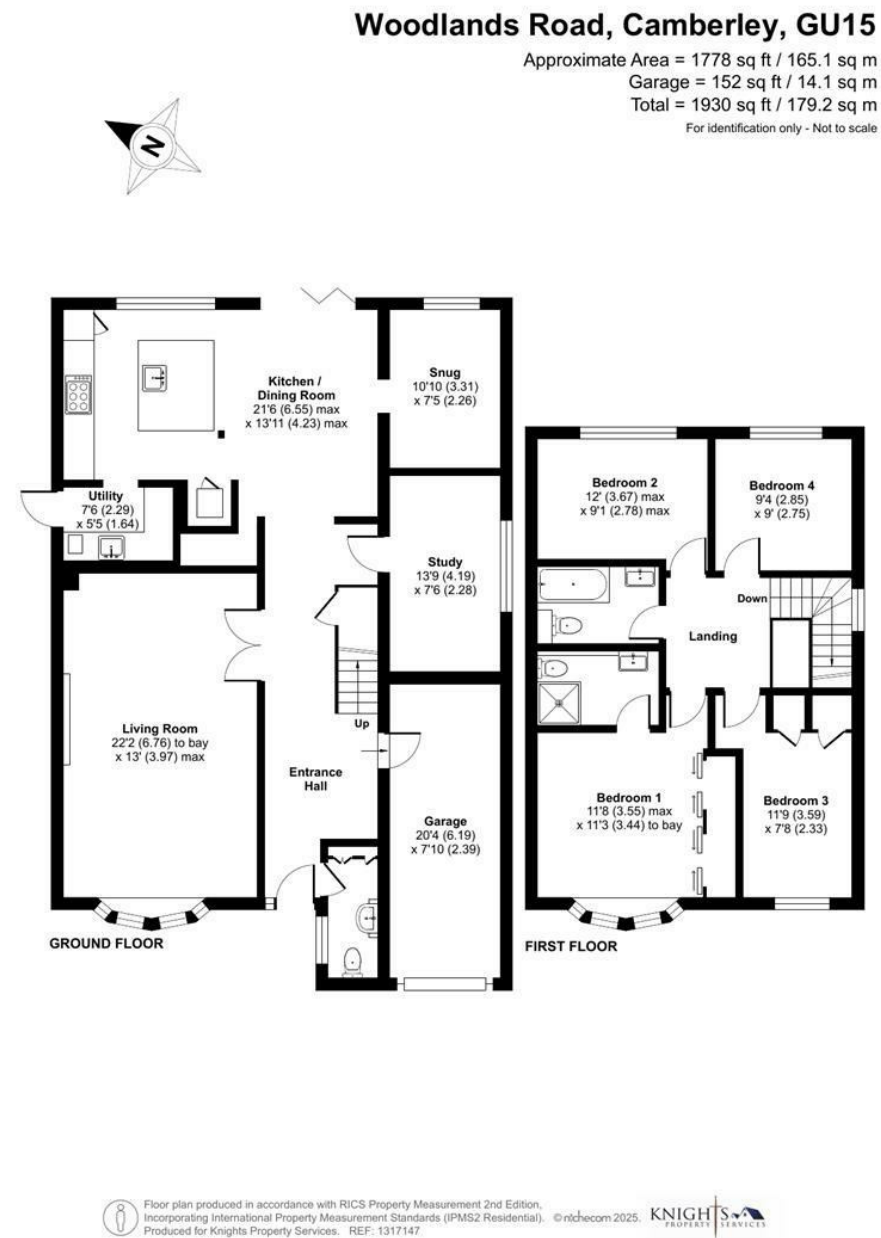 Woodlands Road, Camberley, GU15
Approximate Area = 1778 sq ft / 165.1 sq m
Garage = 152 sq ft / 14.1 sq m
Total = 1930 sq ft / 179.2 sq m
For identification only - Not to scale
N
Kitchen /
Dining Room
21'6 (6.55) max
x 13'11 (4.23) max
Snug
10'10 (3.31)
x 7'5 (2.26)
Utility
7'6 (2.29)
x 5'5 (1.64)
Study
13'9 (4.19)
x 7'6 (2.28)
Living Room
22'2 (6.76) to bay
x 13' (3.97) max
Up
Entrance
Hall
Garage
20'4 (6.19)
x 7'10 (2.39)
GROUND FLOOR
Bedroom 2
12' (3.67) max
x 9'1 (2.78) max
Bedroom 4
9'4 (2.85)
x 9' (2.75)
Down
Landing
Bedroom 1
11'8 (3.55) max
x 11'3 (3.44) to bay
Bedroom 3
11'9 (3.59)
x 7'8 (2.33)
FIRST FLOOR
Floor plan produced in accordance with RICS Property Measurement 2nd Edition,
Incorporating International Property Measurement Standards (IPMS2 Residential). ©ntchecom 2025.
Produced for Knights Property Services. REF: 1317147
KNIGHTS
PROPERTY SERVICES